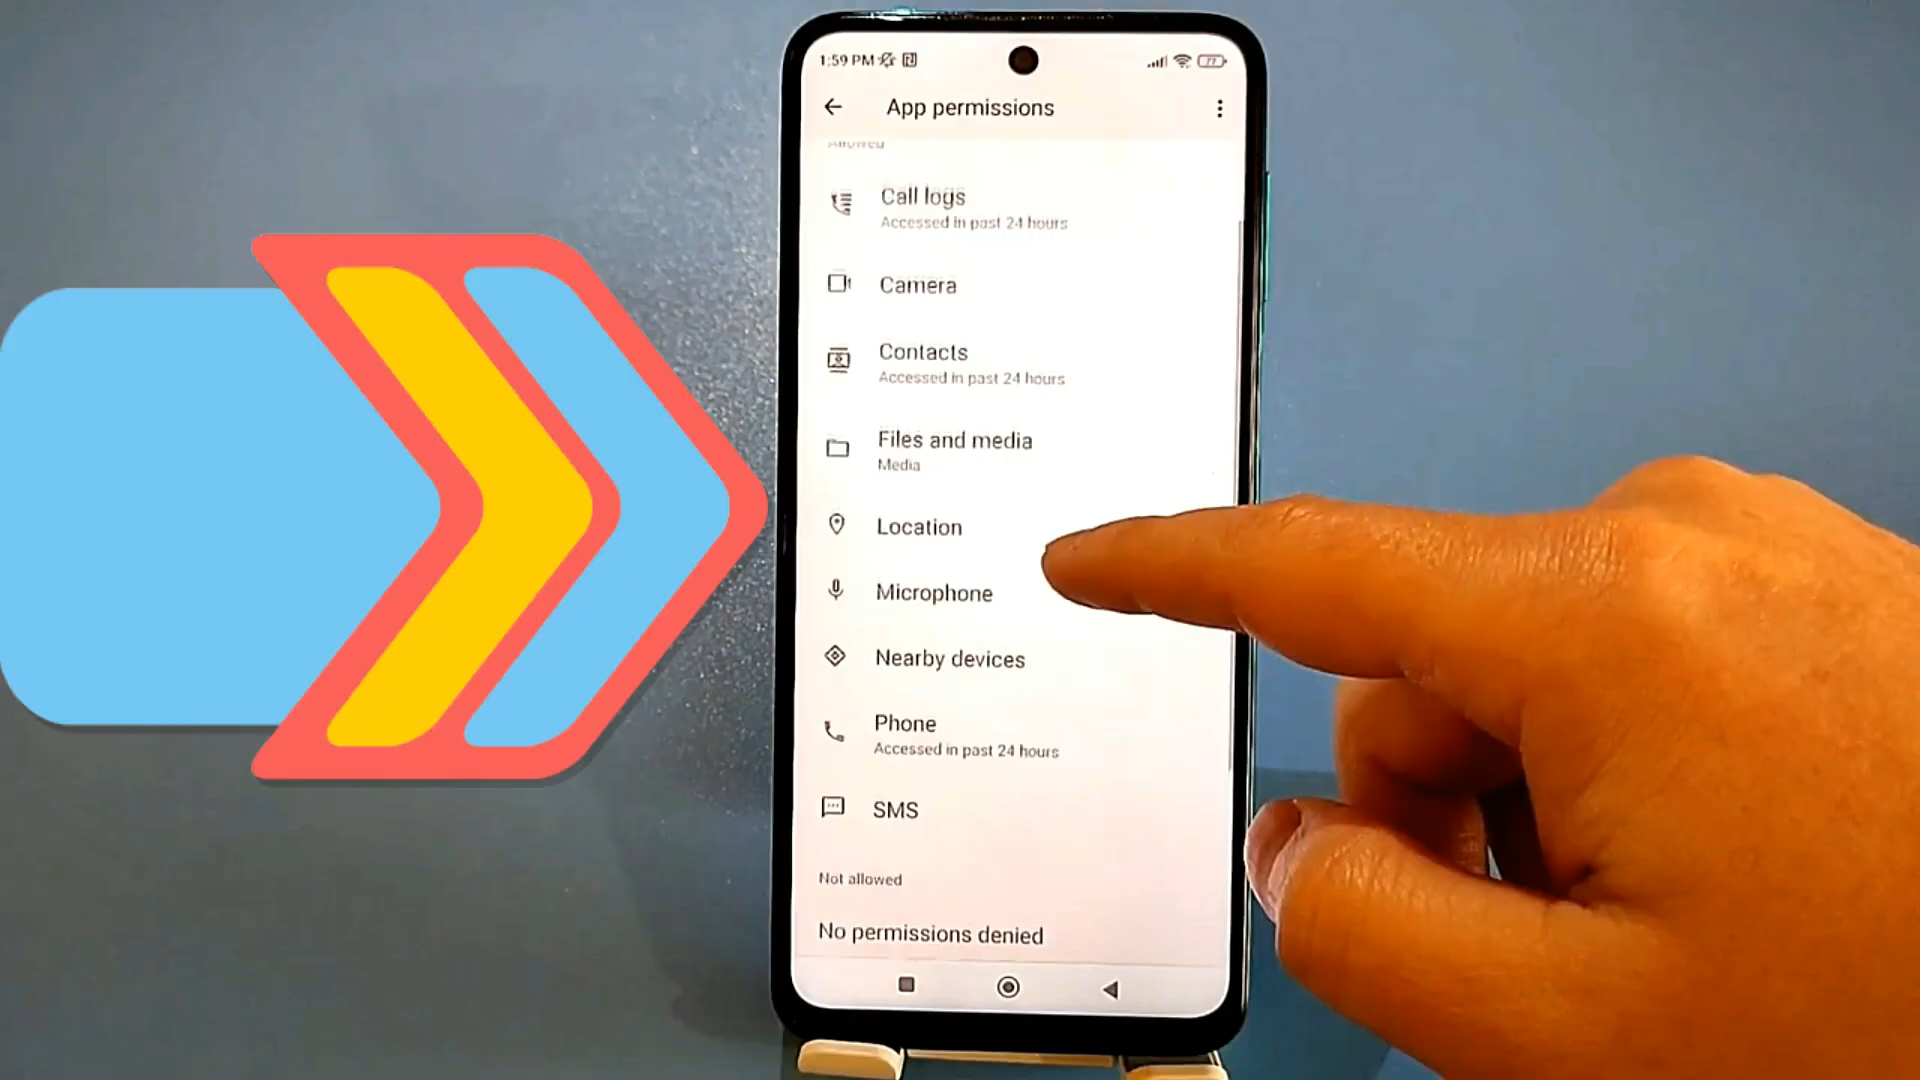 1:59 PM
77
App permissions
Allowed
Call logs
Accessed in past 24 hours
Camera
Contacts
Accessed in past 24 hours
Files and media
Media
Location
Microphone
Nearby devices
Phone
Accessed in past 24 hours
SMS
Not allowed
No permissions denied